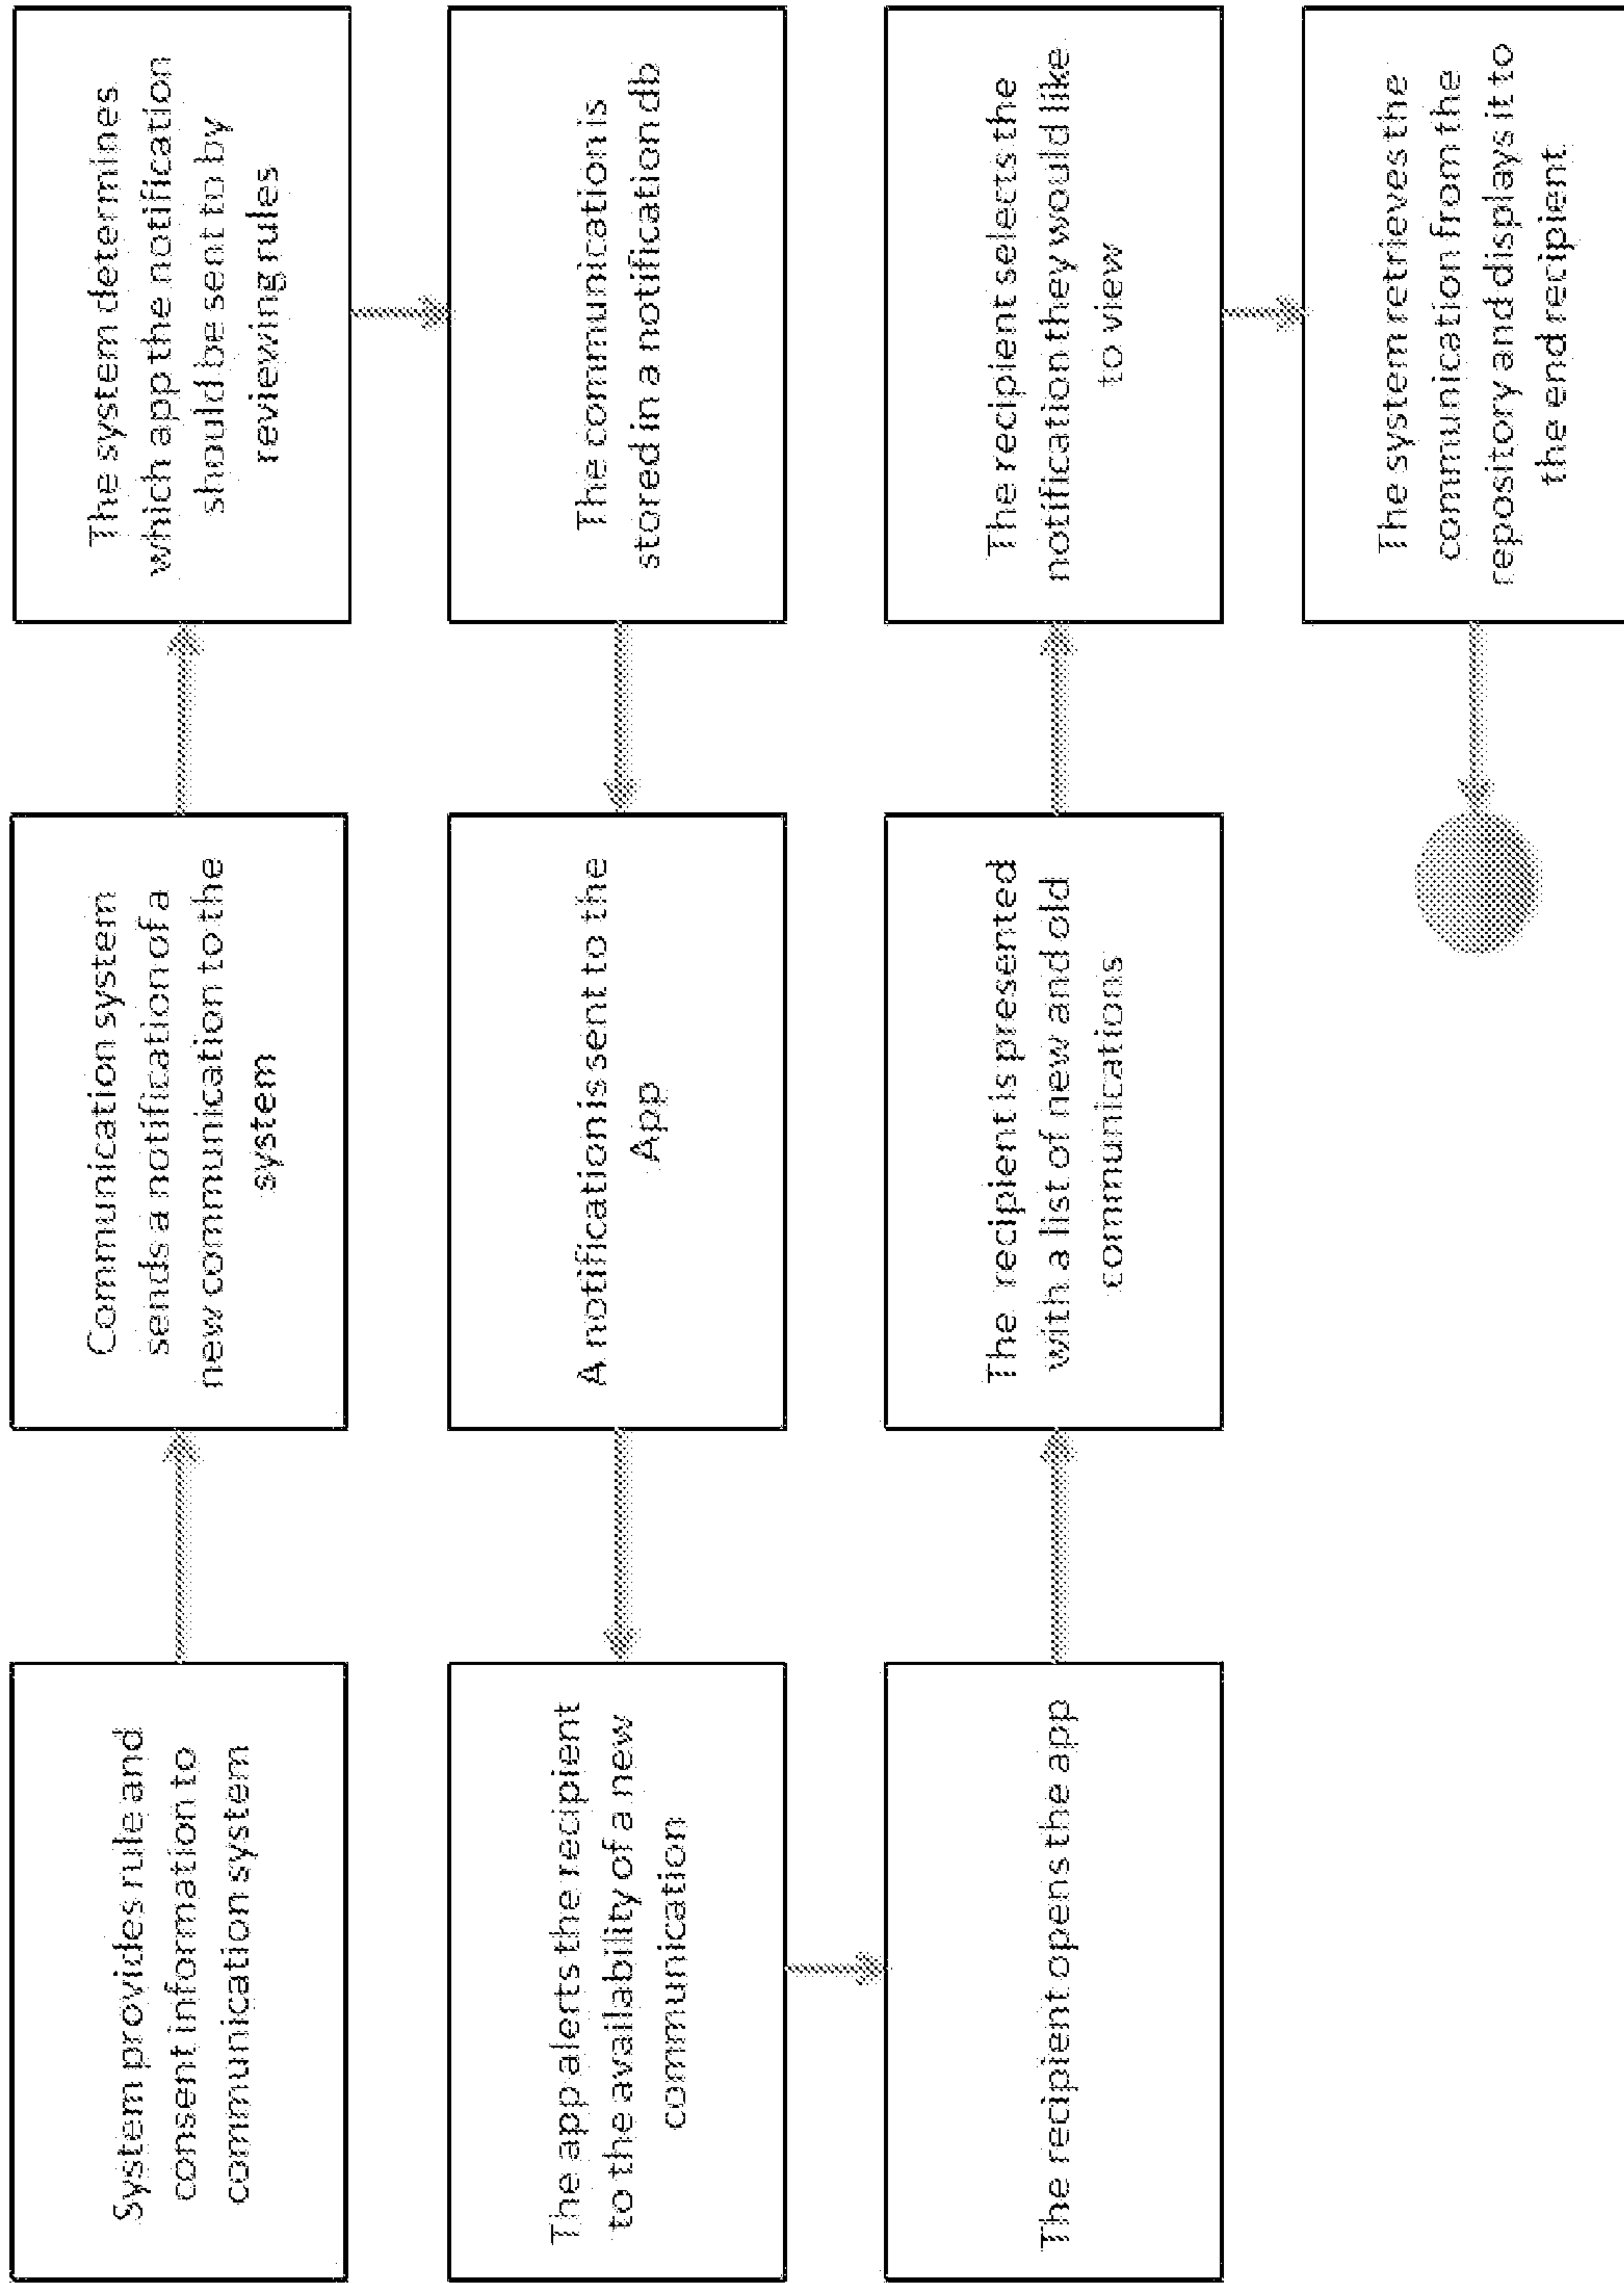 System provides rule and
consent information to
communication system
Communication system
sends a notification of a
new communication to the
system
The system determines
which app the notification
should be sent to by
reviewing rules
The communication is
stored in a notification db
A notification is sent to the
App
The app alerts the recipient
to the availability of a new
communication
The recipient opens the app
The recipient is presented
with a list of new and old
communications
The recipient selects the
notification they would like
to view
The system retrieves the
communication from the
repository and displays it to
the end recipient